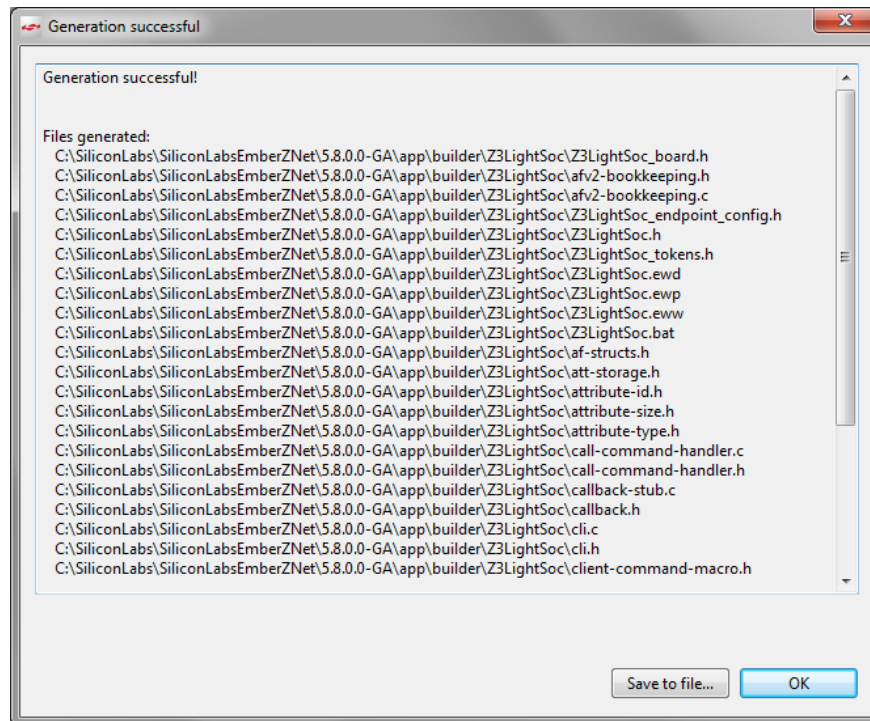 Generation successful
Generation successful!
Files generated:
C:\SiliconLabs\SiliconLabsEmberZNet\5.8.0.0-GA\app\builder\Z3LightSoc\Z3LightSoc_board.h
C:\SiliconLabs\SiliconLabsEmberZNet\5.8.0.0-GA\app\builder\Z3LightSoc\afv2-bookkeeping.h
C:\SiliconLabs\SiliconLabsEmberZNet\5.8.0.0-GA\app\builder\Z3LightSoc\afv2-bookkeeping.c
C:\SiliconLabs\SiliconLabsEmberZNet\5.8.0.0-GA\app\builder\Z3LightSoc\Z3LightSoc_endpoint_config.h
C:\SiliconLabs\SiliconLabsEmberZNet\5.8.0.0-GA\app\builder\Z3LightSoc\Z3LightSoc.h
C:\SiliconLabs\SiliconLabsEmberZNet\5.8.0.0-GA\app\builder\Z3LightSoc\Z3LightSoc_tokens.h
C:\SiliconLabs\SiliconLabsEmberZNet\5.8.0.0-GA\app\builder\Z3LightSoc\Z3LightSoc.ewd
C:\SiliconLabs\SiliconLabsEmberZNet\5.8.0.0-GA\app\builder\Z3LightSoc\Z3LightSoc.ewp
C:\SiliconLabs\SiliconLabsEmberZNet\5.8.0.0-GA\app\builder\Z3LightSoc\Z3LightSoc.eww
C:\SiliconLabs\SiliconLabsEmberZNet\5.8.0.0-GA\app\builder\Z3LightSoc\Z3LightSoc.bat
C:\SiliconLabs\SiliconLabsEmberZNet\5.8.0.0-GA\app\builder\Z3LightSoc\af-structs.h
C:\SiliconLabs\SiliconLabsEmberZNet\5.8.0.0-GA\app\builder\Z3LightSoc\att-storage.h
C:\SiliconLabs\SiliconLabsEmberZNet\5.8.0.0-GA\app\builder\Z3LightSoc\attribute-id.h
C:\SiliconLabs\SiliconLabsEmberZNet\5.8.0.0-GA\app\builder\Z3LightSoc\attribute-size.h
C:\SiliconLabs\SiliconLabsEmberZNet\5.8.0.0-GA\app\builder\Z3LightSoc\attribute-type.h
C:\SiliconLabs\SiliconLabsEmberZNet\5.8.0.0-GA\app\builder\Z3LightSoc\call-command-handler.c
C:\SiliconLabs\SiliconLabsEmberZNet\5.8.0.0-GA\app\builder\Z3LightSoc\call-command-handler.h
C:\SiliconLabs\SiliconLabsEmberZNet\5.8.0.0-GA\app\builder\Z3LightSoc\callback-stub.c
C:\SiliconLabs\SiliconLabsEmberZNet\5.8.0.0-GA\app\builder\Z3LightSoc\callback.h
C:\SiliconLabs\SiliconLabsEmberZNet\5.8.0.0-GA\app\builder\Z3LightSoc\cli.c
C:\SiliconLabs\SiliconLabsEmberZNet\5.8.0.0-GA\app\builder\Z3LightSoc\cli.h
C:\SiliconLabs\SiliconLabsEmberZNet\5.8.0.0-GA\app\builder\Z3LightSoc\client-command-macro.h
Save to file... OK